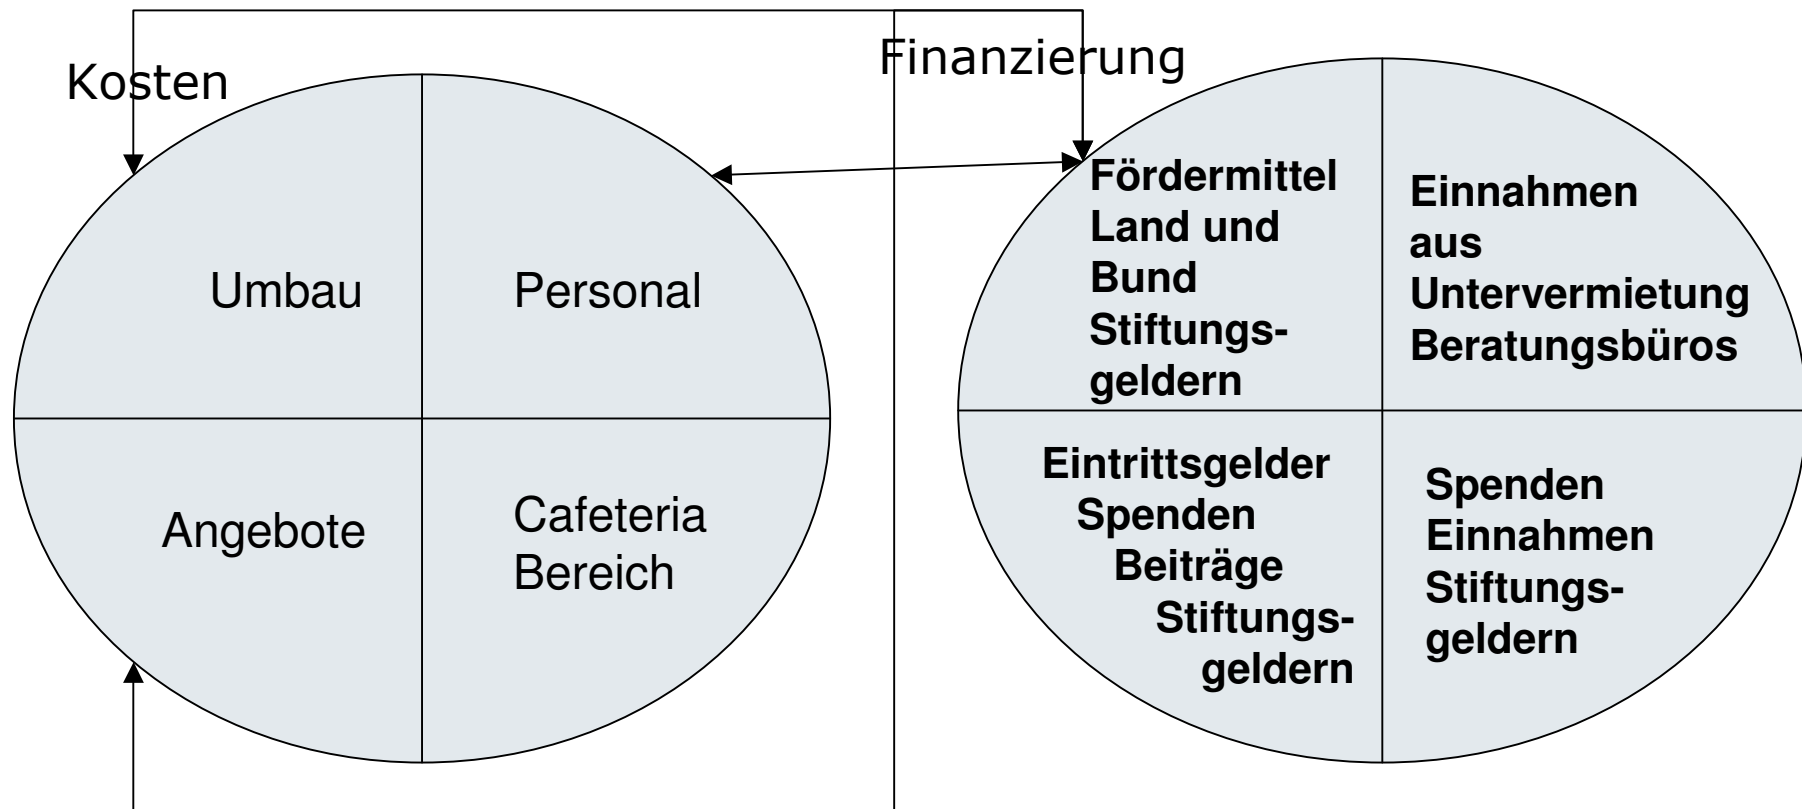 Kosten
Finanzierung
Umbau
Personal
Angebote
Cafeteria
Bereich
Fördermittel
Land und
Bund
Stiftungs-
geldern
Einnahmen
aus
Untervermietung
Beratungsbüros
Eintrittsgelder
Spenden
Beiträge
Stiftungs-
geldern
Spenden
Einnahmen
Stiftungs-
geldern